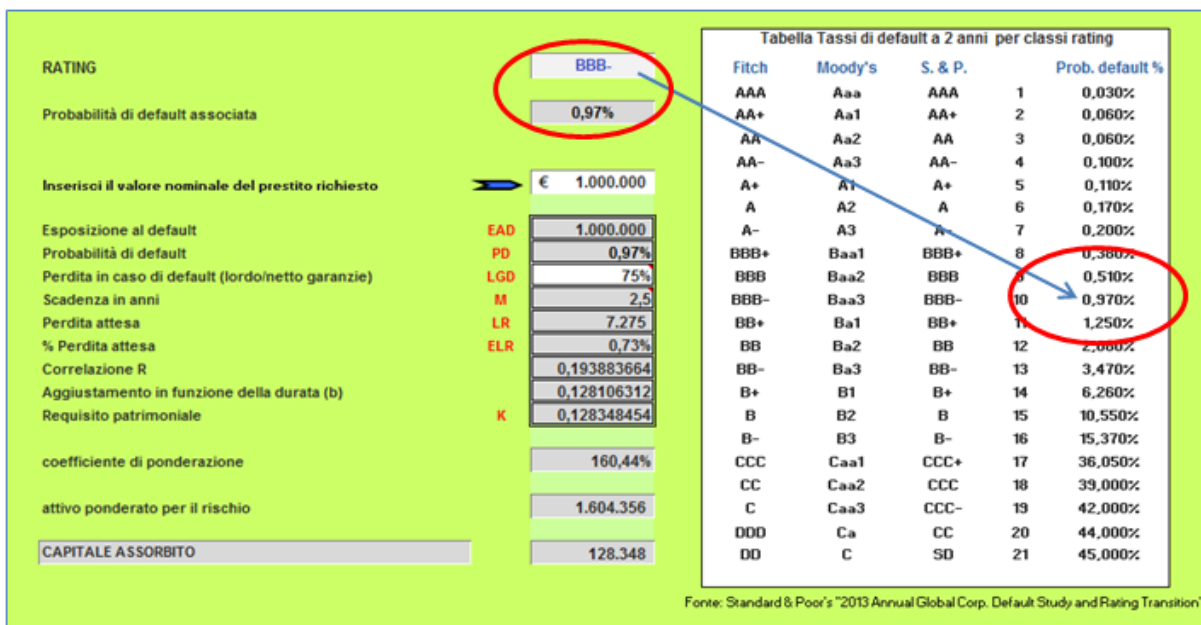 RATING BBB-
Probabilità di default associata 0,97%
Inserisci il valore nominale del prestito richiesto € 1.000.000
Esposizione al default EAD 1.000.000
Probabilità di default PD 0,97%
Perdita in caso di default (lordo/netto garanzie) LGD 75%
Scadenza in anni M 2,5
Perdita attesa LR 7.275
% Perdita attesa ELR 0,73%
Correlazione R 0,193883664
Aggiustamento in funzione della durata (b) 0,128106312
Requisito patrimoniale K 0,128348454
coefficiente di ponderazione 160,44%
attivo ponderato per il rischio 1.604.356
CAPITALE ASSORBITO 128.348
Tabella Tassi di default a 2 anni per classi rating
Fitch Moody's S. & P. Prob. default %
AAA Aaa AAA 1 0,030%
AA+ Aa1 AA+ 2 0,060%
AA Aa2 AA 3 0,060%
AA- Aa3 AA- 4 0,100%
A+ A1 A+ 5 0,110%
A A2 A 6 0,170%
A- A3 A- 7 0,200%
BBB+ Baa1 BBB+ 8 0,380%
BBB Baa2 BBB 9 0,510%
BBB- Baa3 BBB- 10 0,970%
BB+ Ba1 BB+ 11 1,250%
BB Ba2 BB 12 2,060%
BB- Ba3 BB- 13 3,470%
B+ B1 B+ 14 6,260%
B B2 B 15 10,550%
B- B3 B- 16 15,370%
CCC Caa1 CCC+ 17 36,050%
CC Caa2 CCC 18 39,000%
C Caa3 CCC- 19 42,000%
DDD Ca CC 20 44,000%
DD C SD 21 45,000%
Fonte: Standard & Poor's "2013 Annual Global Corp. Default Study and Rating Transition"